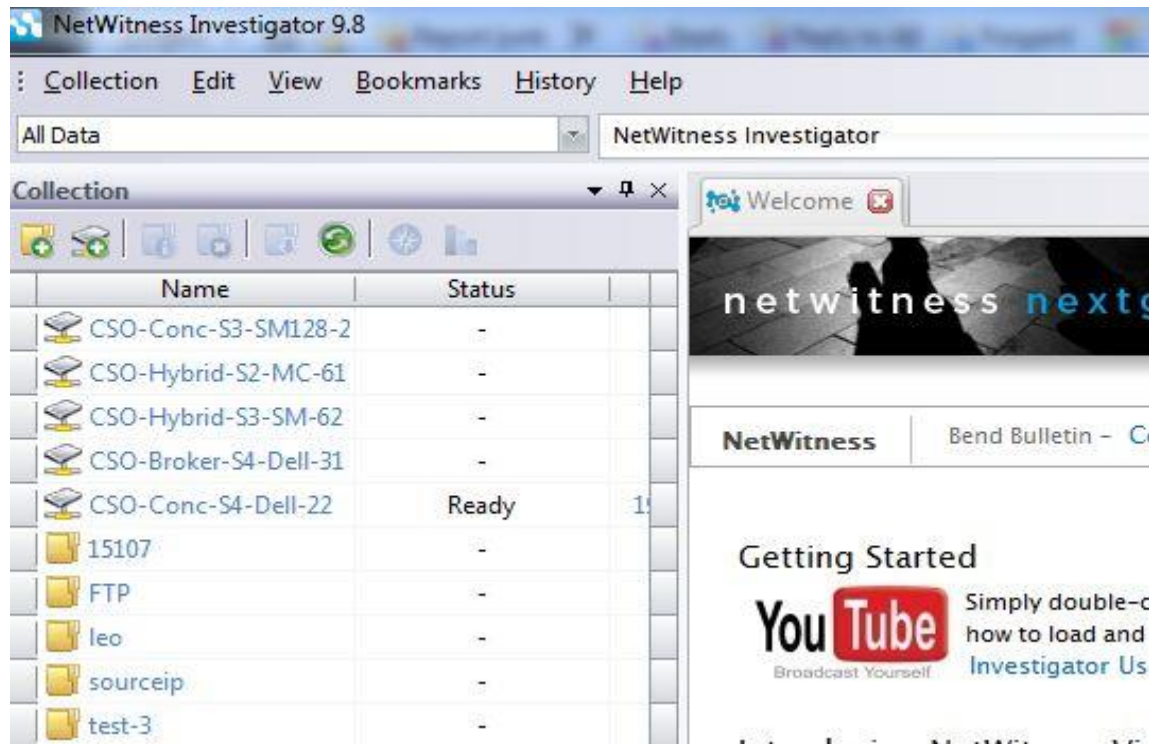 NetWitness Investigator 9.8
Collection Edit View Bookmarks History Help
All Data
NetWitness Investigator
Collection
Welcome
Name Status
CSO-Conc-S3-SM128-2 -
CSO-Hybrid-S2-MC-61 -
CSO-Hybrid-S3-SM-62 -
CSO-Broker-S4-Dell-31 -
CSO-Conc-S4-Dell-22 Ready
15107 -
FTP -
leo -
sourceip -
test-3 -
netwitness nextg
NetWitness Bend Bulletin –
Getting Started
You Tube
Broadcast Yourself
Simply double-c
how to load and
Investigator Us